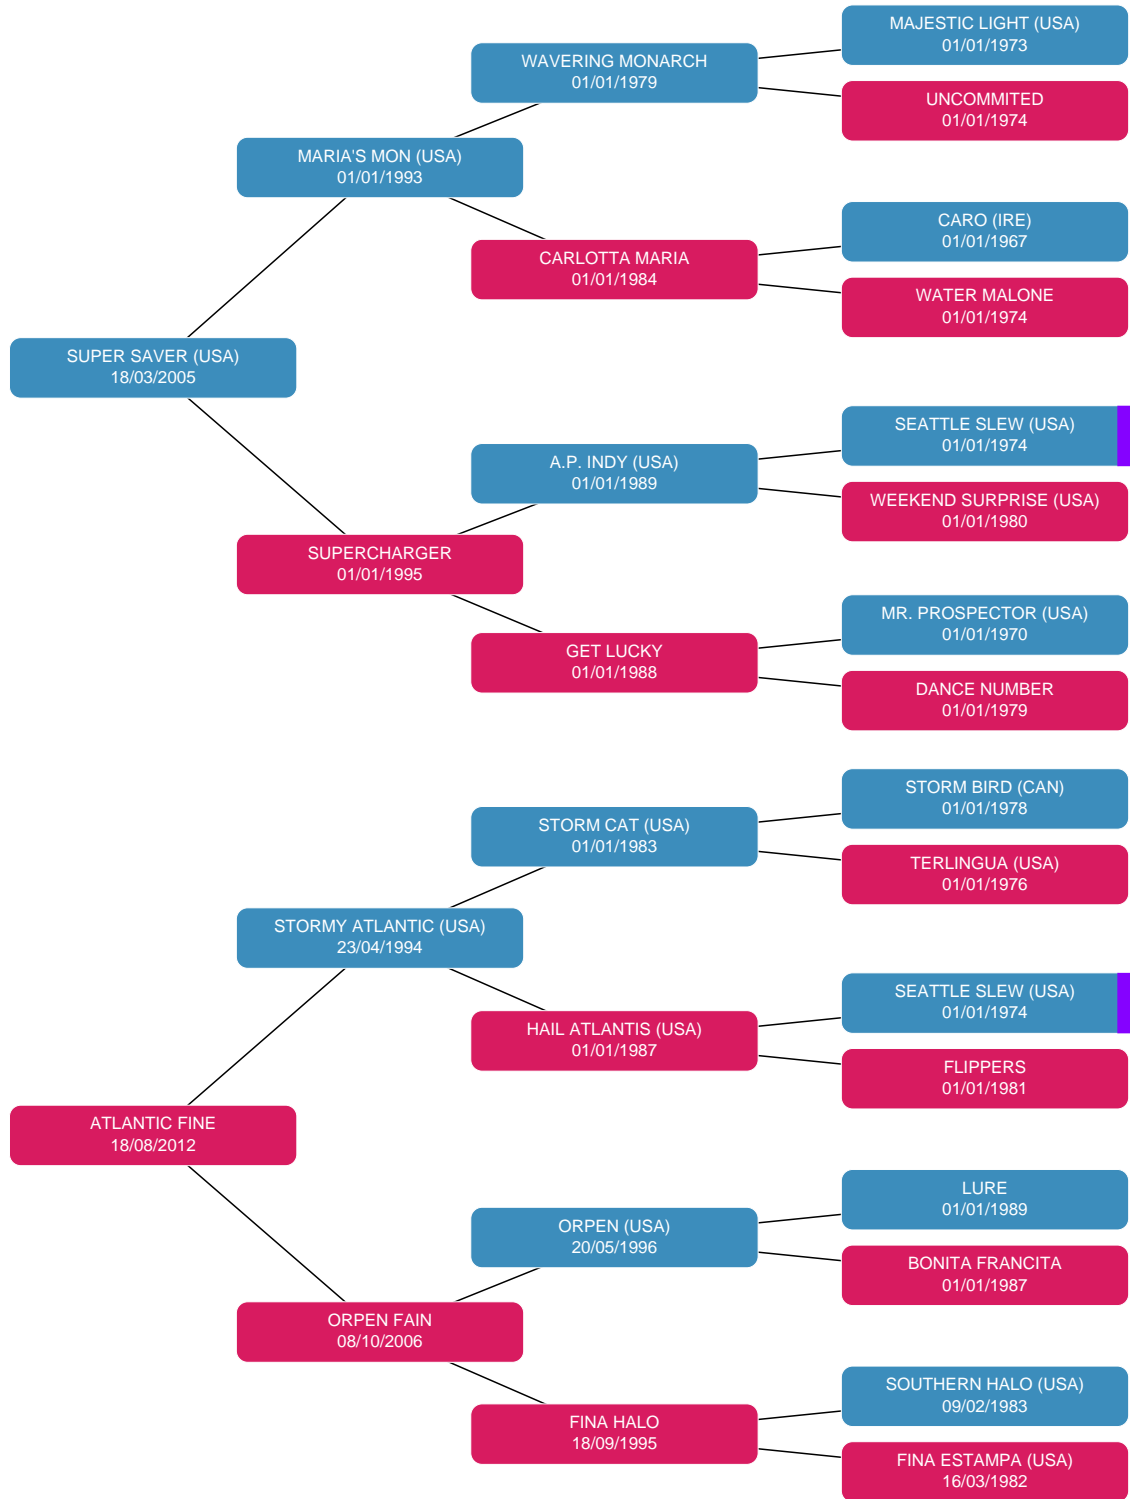 MAJESTIC LIGHT (USA)
01/01/1973
WAVERING MONARCH
01/01/1979
UNCOMMITED
01/01/1974
MARIA'S MON (USA)
01/01/1993
CARO (IRE)
01/01/1967
CARLOTTA MARIA
01/01/1984
WATER MALONE
01/01/1974
SUPER SAVER (USA)
18/03/2005
SEATTLE SLEW (USA)
01/01/1974
A.P. INDY (USA)
01/01/1989
WEEKEND SURPRISE (USA)
01/01/1980
SUPERCHARGER
01/01/1995
MR. PROSPECTOR (USA)
01/01/1970
GET LUCKY
01/01/1988
DANCE NUMBER
01/01/1979
STORM BIRD (CAN)
01/01/1978
STORM CAT (USA)
01/01/1983
TERLINGUA (USA)
01/01/1976
STORMY ATLANTIC (USA)
23/04/1994
SEATTLE SLEW (USA)
01/01/1974
HAIL ATLANTIS (USA)
01/01/1987
FLIPPERS
01/01/1981
ATLANTIC FINE
18/08/2012
LURE
01/01/1989
ORPEN (USA)
20/05/1996
BONITA FRANCITA
01/01/1987
ORPEN FAIN
08/10/2006
SOUTHERN HALO (USA)
09/02/1983
FINA HALO
18/09/1995
FINA ESTAMPA (USA)
16/03/1982